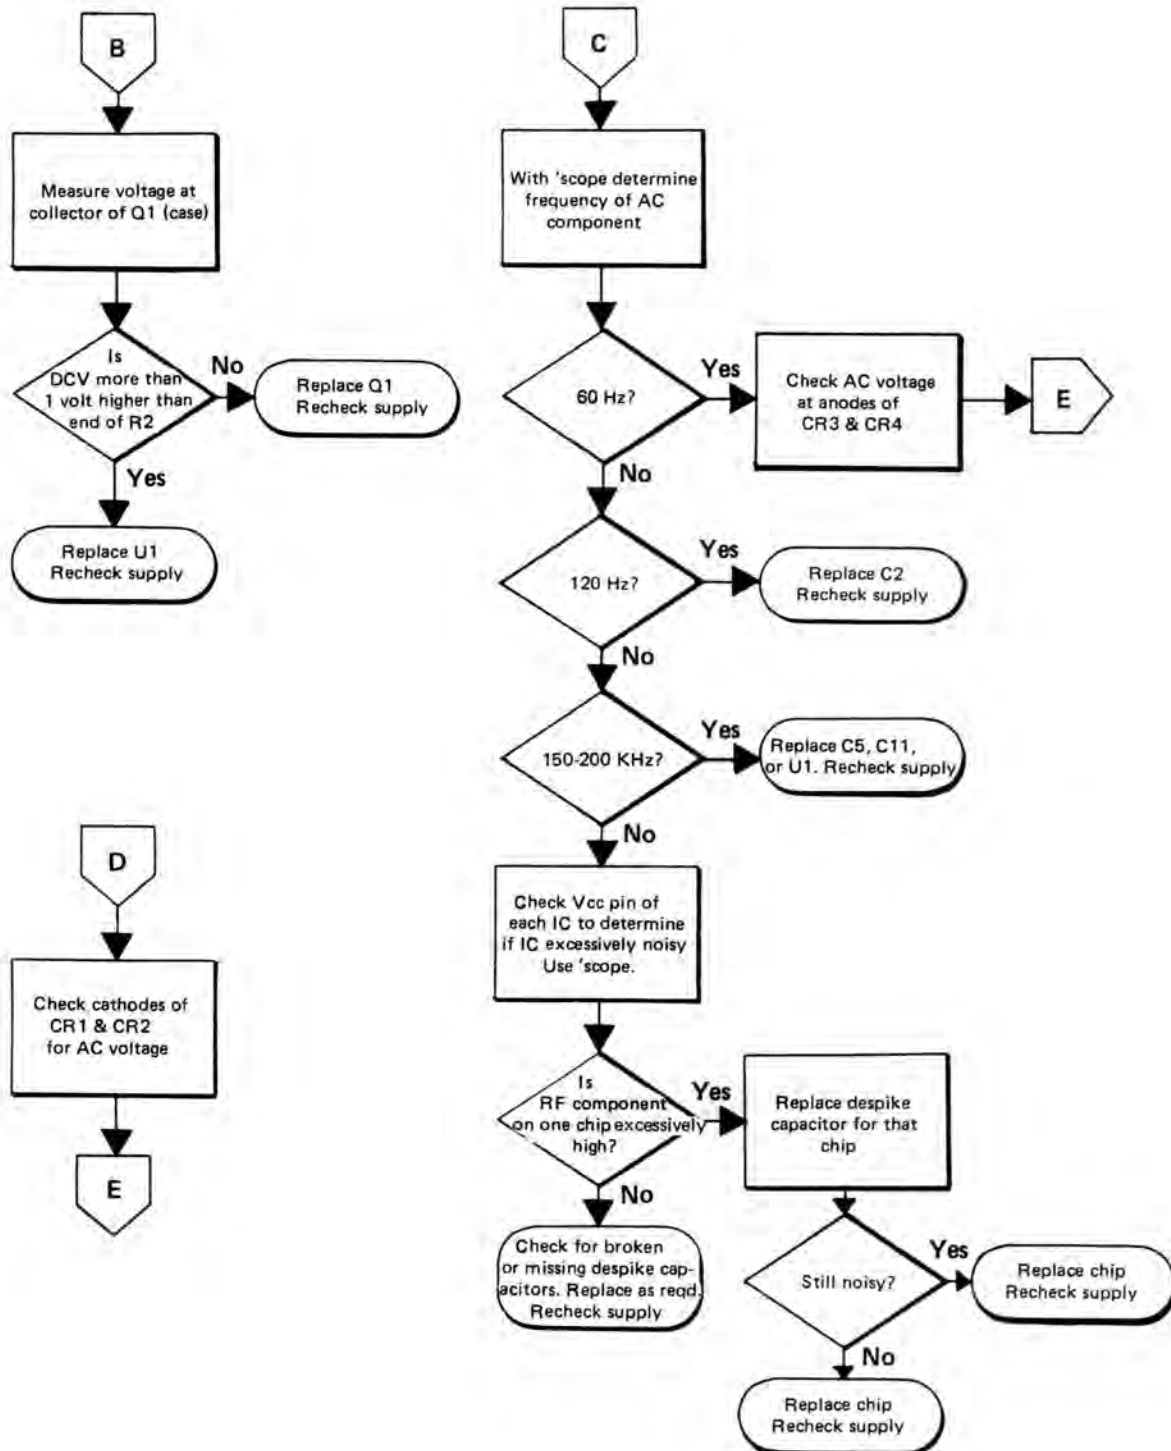 B
Measure voltage at
collector of Q1 (case)
Is
DCV more than
1 volt higher than
end of R2
No
Replace Q1
Recheck supply
Yes
Replace U1
Recheck supply
C
With 'scope determine
frequency of AC
component
60 Hz?
Yes
Check AC voltage
at anodes of
CR3 & CR4
E
No
120 Hz?
Yes
Replace C2
Recheck supply
No
150-200 KHz?
Yes
Replace C5, C11,
or U1. Recheck supply
No
Check Vcc pin of
each IC to determine
if IC excessively noisy
Use 'scope.
Is
RF component
on one chip excessively
high?
Yes
Replace despike
capacitor for that
chip
No
Check for broken
or missing despike cap-
acitors. Replace as reqd.
Recheck supply
Still noisy?
Yes
Replace chip
Recheck supply
No
Replace chip
Recheck supply
D
Check cathodes of
CR1 & CR2
for AC voltage
E